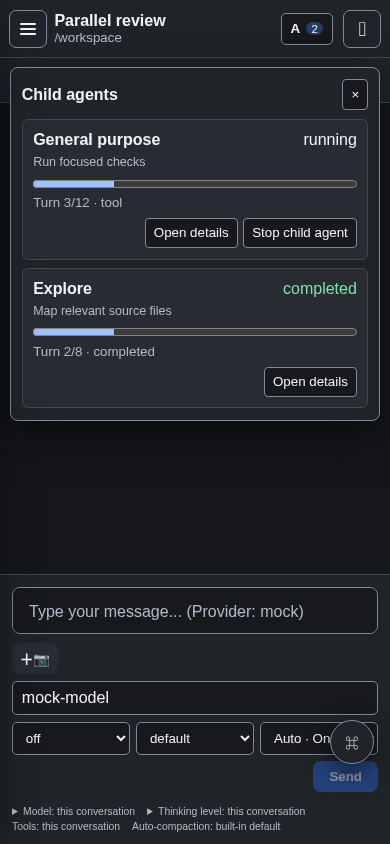 Parallel review
/workspace
A 2
Child agents
×
General purpose
running
Run focused checks
Turn 3/12 · tool
Open details
Stop child agent
Explore
completed
Map relevant source files
Turn 2/8 · completed
Open details
Type your message... (Provider: mock)
+📷
mock-model
off
default
Auto · On
⌘
Send
▶ Model: this conversation ▶ Thinking level: this conversation
Tools: this conversation Auto-compaction: built-in default